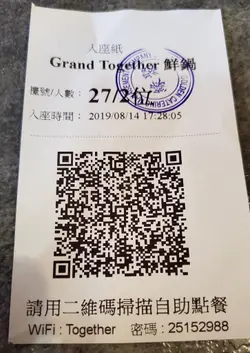 入座紙
Grand Together 鮮鍋
檯號/人數: 27/2位
入座時間: 2019/08/14 17:28:05
請用二維碼掃描自助點餐
WiFi : Together 密碼 : 25152988